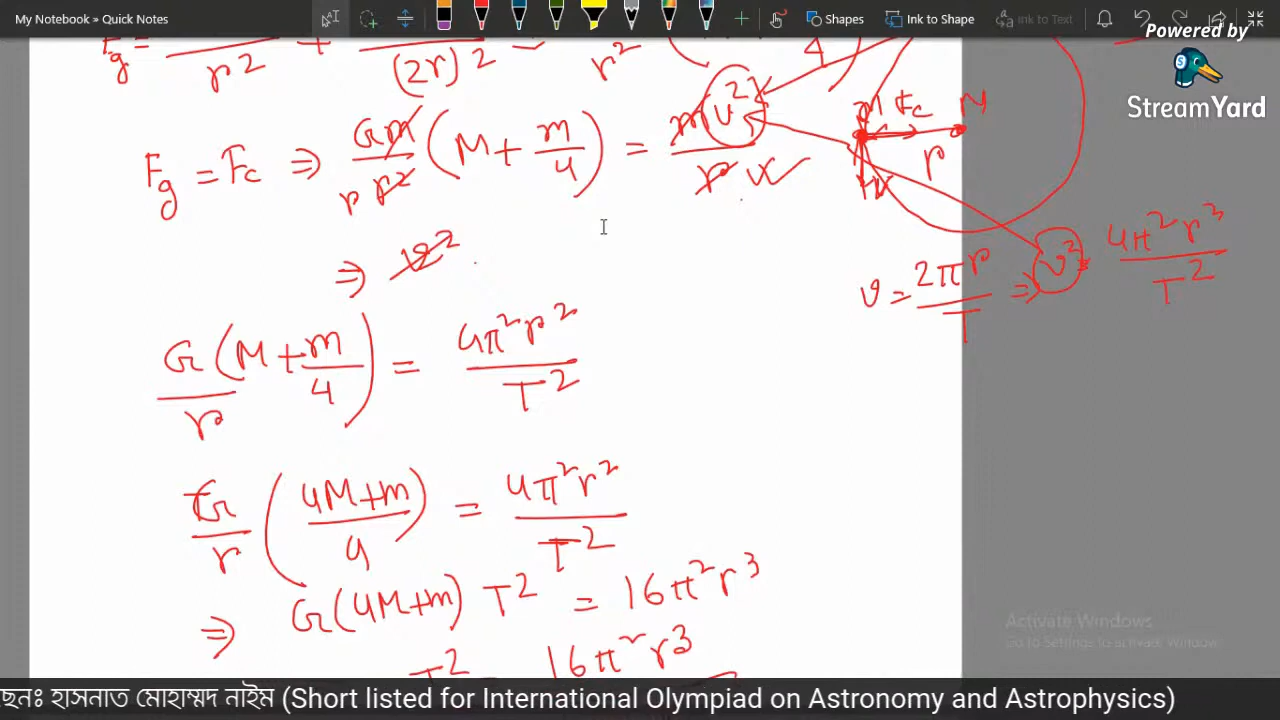 My Notebook » Quick Notes
Shapes
Ink to Shape
Ink to Text
Powered by
StreamYard
Fg =
r² + (2r)² r²
4
Fg = Fc ⇒ Gm/r² (M + m/4) = mv²/r
m Fc M
r
⇒ v²
v = 2πr/T ⇒ v² = 4π²r³/T²
G/r (M + m/4) = 4π²r²/T²
G/r (4M+m/4) = 4π²r²/T²
⇒ G(4M+m) T² = 16π²r³
T² 16π²r³
Activate Windows
Go to Settings to activate Windows.
ছেনঃ হাসনাত মোহাম্মদ নাইম (Short listed for International Olympiad on Astronomy and Astrophysics)